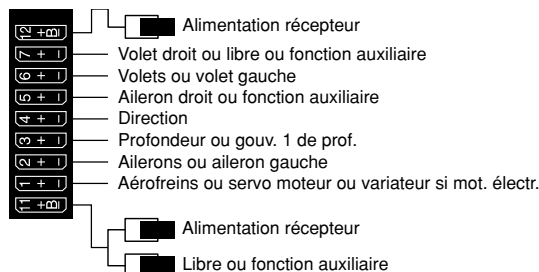 12 +B– Alimentation récepteur
7 + – Volet droit ou libre ou fonction auxiliaire
6 + – Volets ou volet gauche
5 + – Aileron droit ou fonction auxiliaire
4 + – Direction
3 + – Profondeur ou gouv. 1 de prof.
2 + – Ailerons ou aileron gauche
1 + – Aérofreins ou servo moteur ou variateur si mot. électr.
11 +B–
Alimentation récepteur
Libre ou fonction auxiliaire